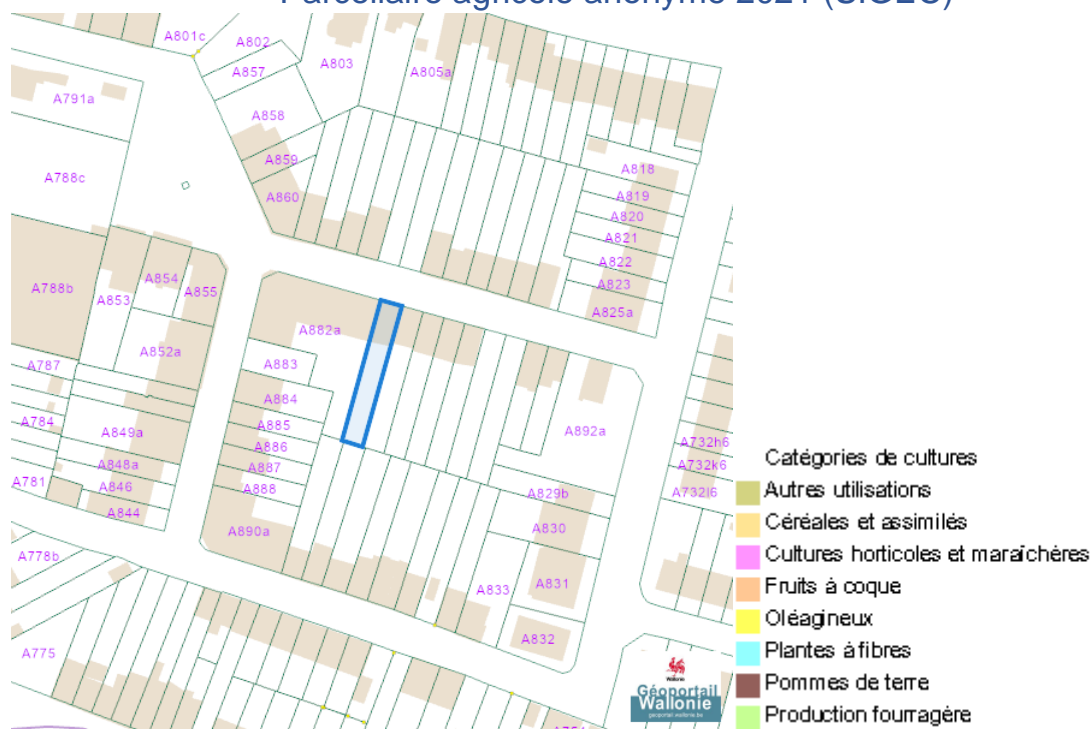 Parcellaire agricole anonyme 2021 (SIGEC)
A801c
A802
A803
A857
A805a
A791a
A858
A859
A818
A788c
A860
A819
A820
A821
A822
A823
A825a
A854
A855
A788b
A853
A882a
A852a
A787
A883
A884
A885
A886
A887
A888
A784
A849a
A848a
A846
A844
A781
A892a
A732h6
A732k6
A732l6
A829b
A830
A890a
A778b
A831
A833
A832
A775
Wallonie
Géoportail
Wallonie
geoportail.wallonie.be
Catégories de cultures
Autres utilisations
Céréales et assimilés
Cultures horticoles et maraîchères
Fruits à coque
Oléagineux
Plantes à fibres
Pommes de terre
Production fourragère